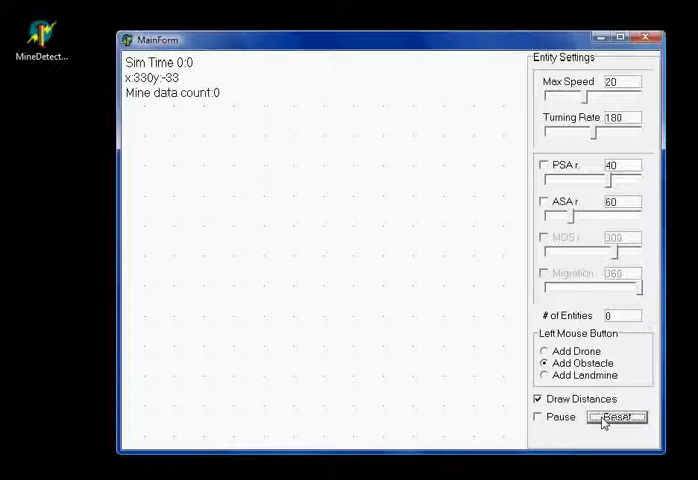 MineDetect...
MainForm
Sim Time 0:0
x:330y:-33
Mine data count:0
Entity Settings
Max Speed 20
Turning Rate 180
PSA r. 40
ASA r. 60
MDS r. 300
Migration 360
# of Entities 0
Left Mouse Button
Add Drone
Add Obstacle
Add Landmine
Draw Distances
Pause Reset